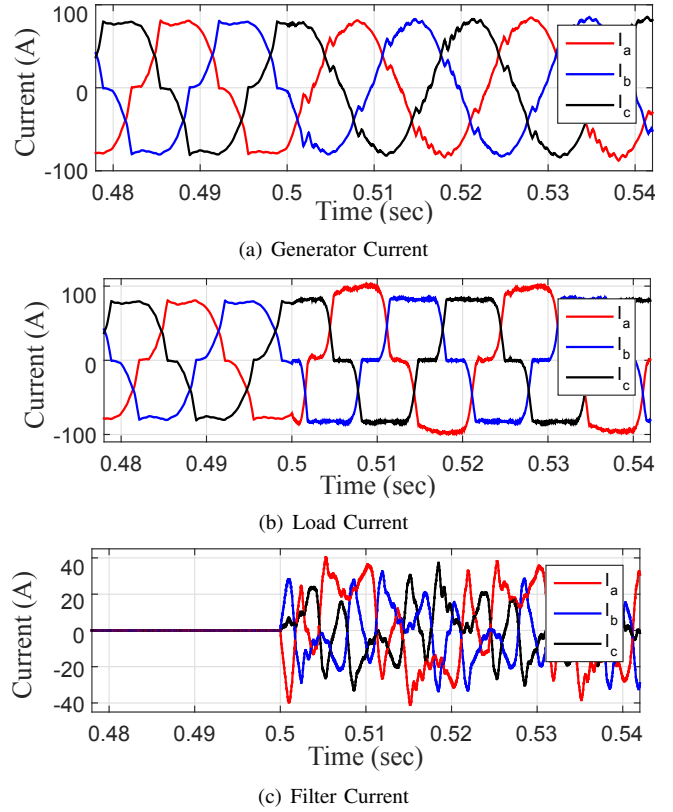 100
0
-100
Current (A)
I_a
I_b
I_c
0.48 0.49 0.5 0.51 0.52 0.53 0.54
Time (sec)
(a) Generator Current
100
0
-100
Current (A)
I_a
I_b
I_c
0.48 0.49 0.5 0.51 0.52 0.53 0.54
Time (sec)
(b) Load Current
40
20
0
-20
-40
Current (A)
I_a
I_b
I_c
0.48 0.49 0.5 0.51 0.52 0.53 0.54
Time (sec)
(c) Filter Current